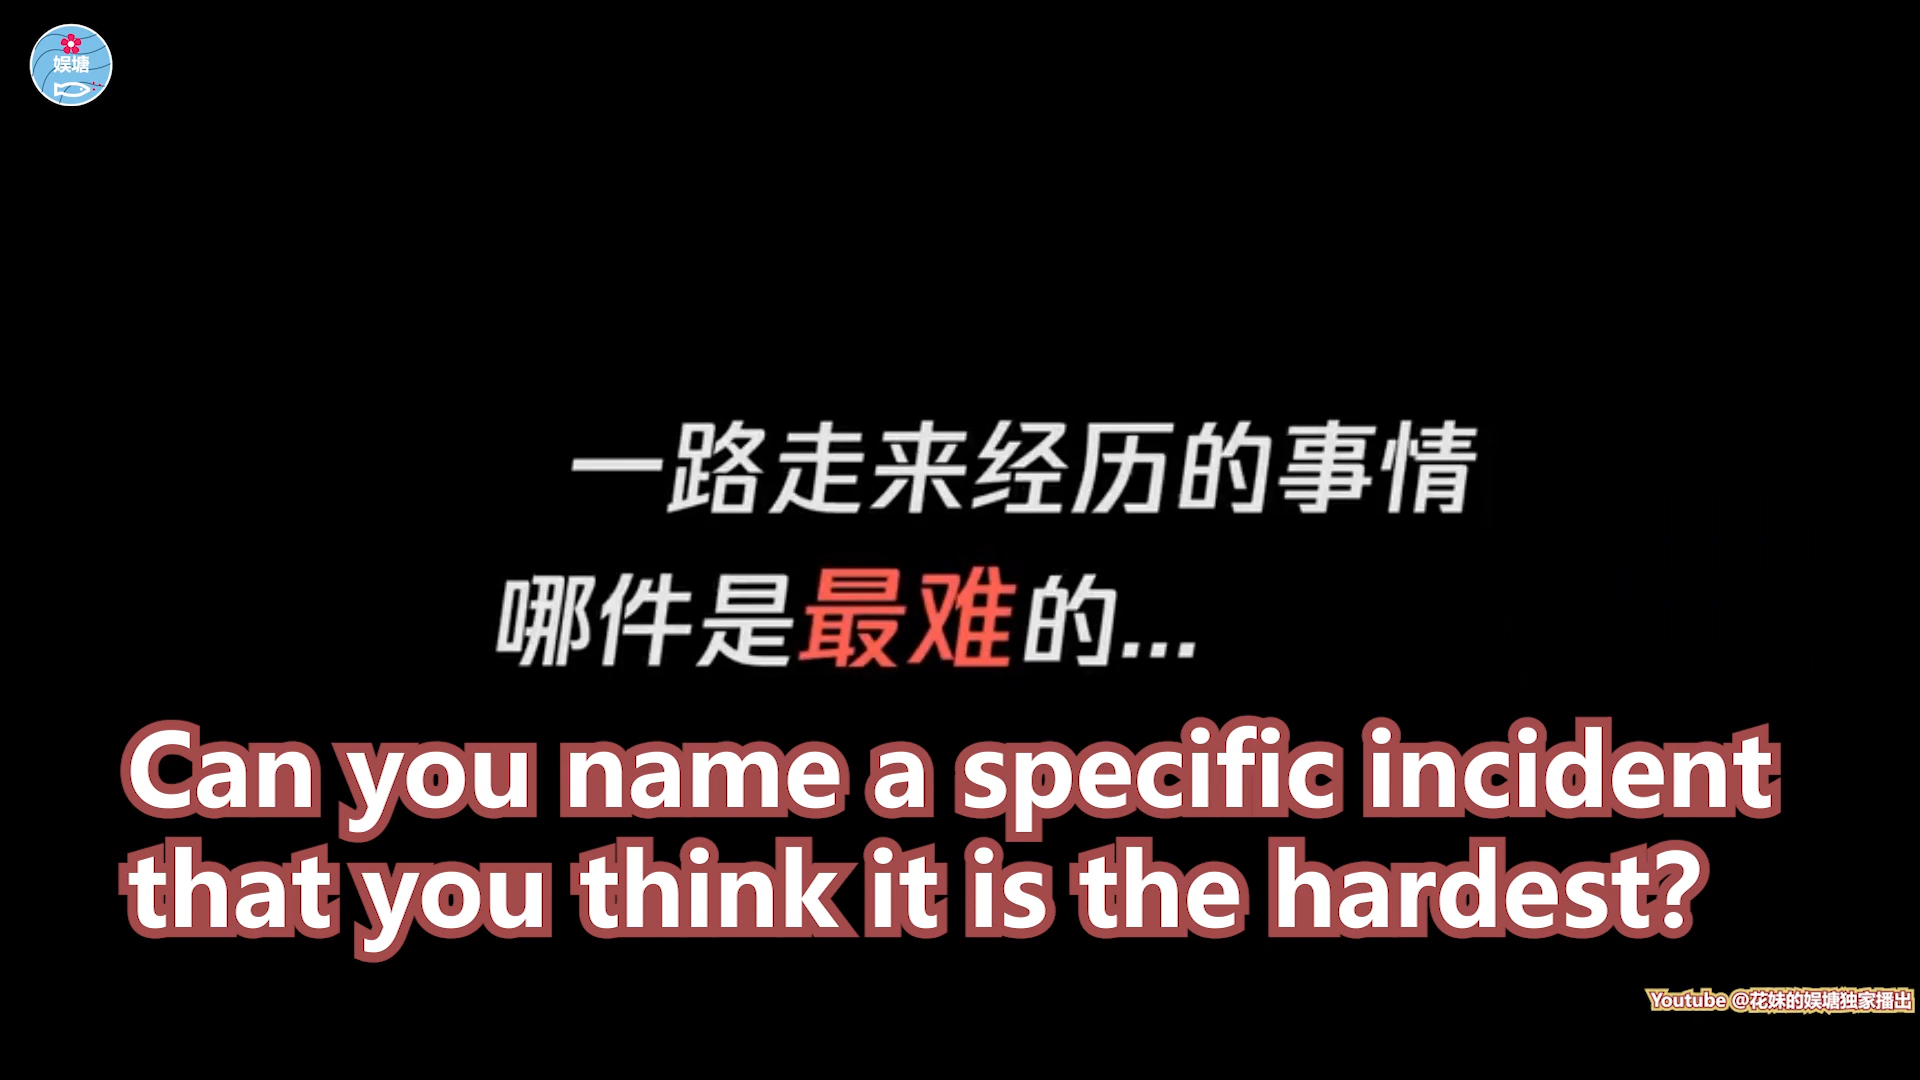 娱塘
一路走来经历的事情
哪件是最难的...
Can you name a specific incident
that you think it is the hardest?
Youtube @花妹的娱塘独家播出